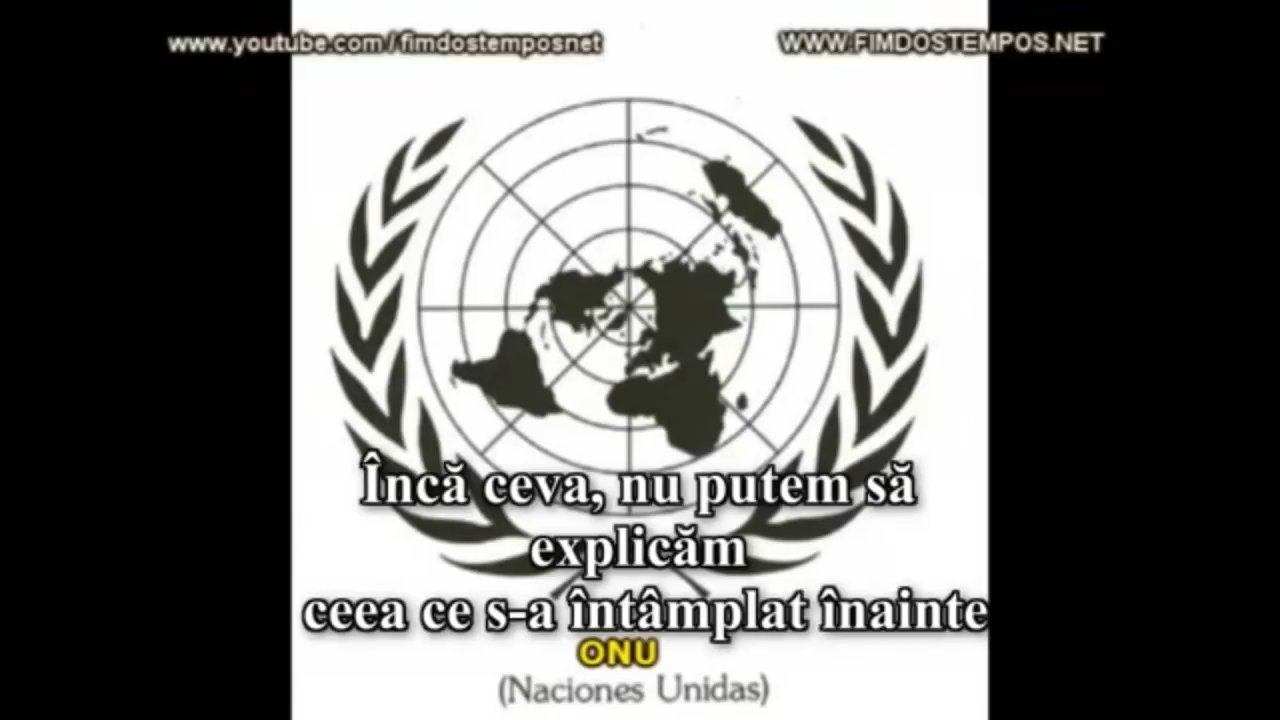 www.youtube.com/fimdostemposnet WWW.FIMDOSTEMPOS.NET
Încă ceva, nu putem să
explicăm
ceea ce s-a întâmplat înainte
ONU
(Naciones Unidas)